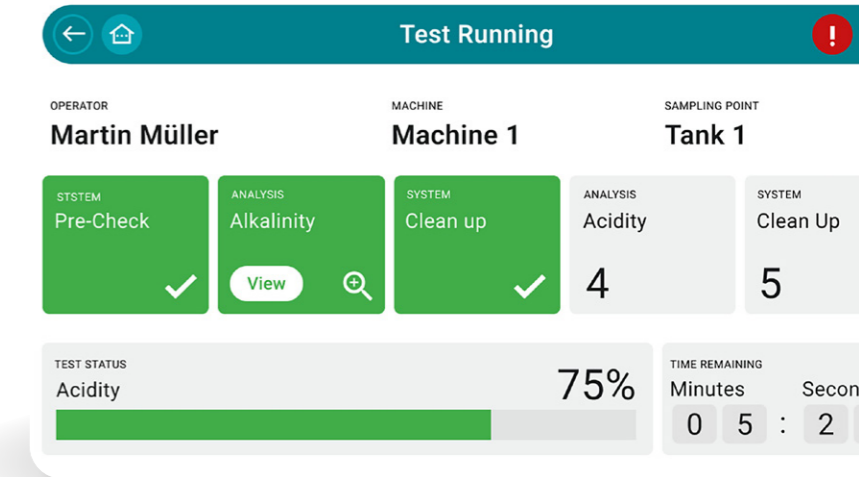 Test Running
OPERATOR
Martin Müller
MACHINE
Machine 1
SAMPLING POINT
Tank 1
STSTEM
Pre-Check
ANALYSIS
Alkalinity
View
SYSTEM
Clean up
ANALYSIS
Acidity
4
SYSTEM
Clean Up
5
TEST STATUS
Acidity
75%
TIME REMAINING
Minutes
0 5 : 2